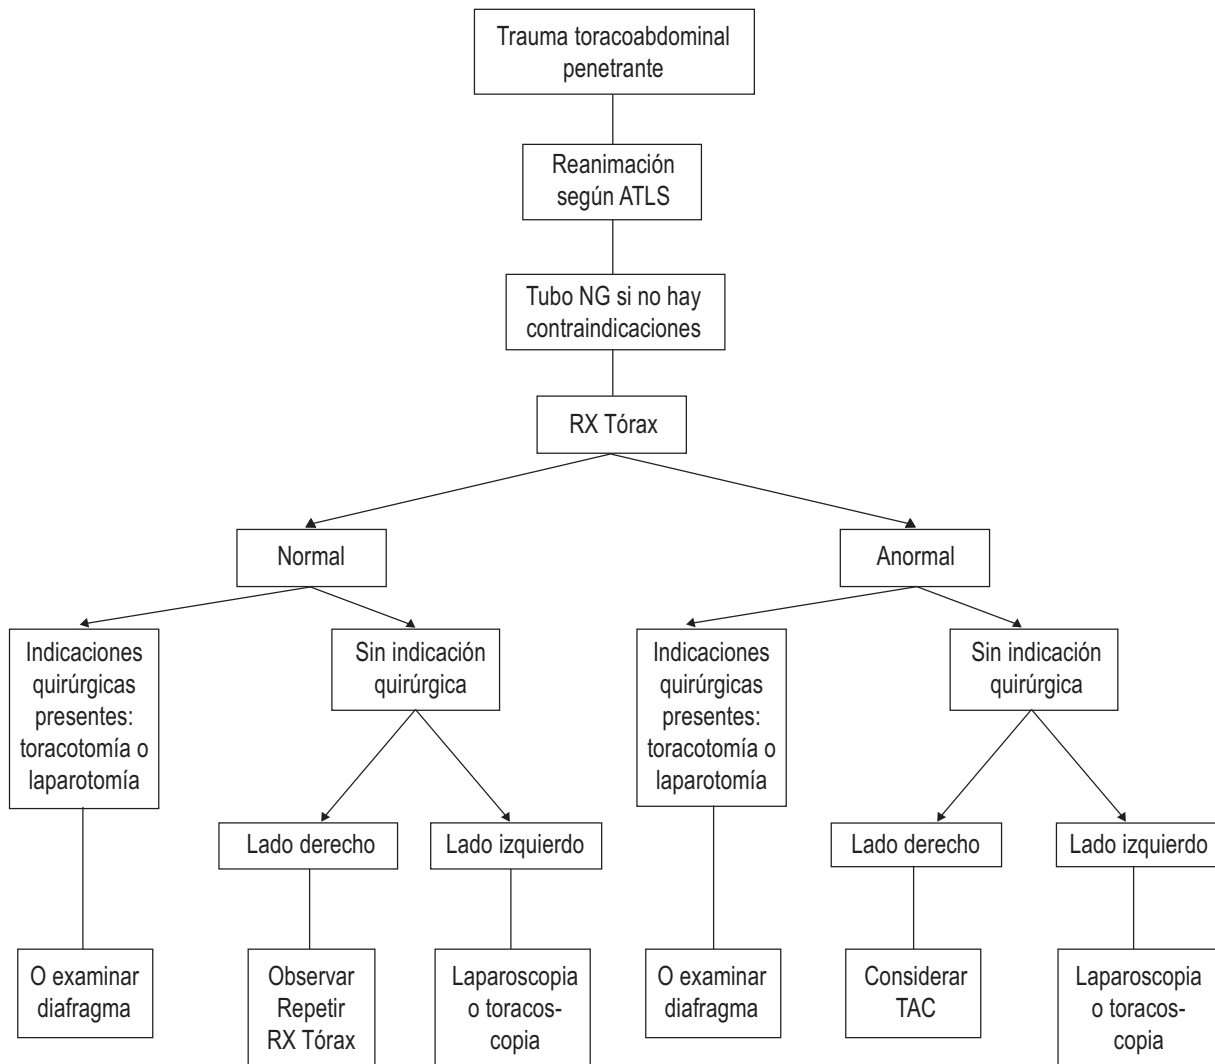 Trauma toracoabdominal
penetrante
Reanimación
según ATLS
Tubo NG si no hay
contraindicaciones
RX Tórax
Normal
Anormal
Indicaciones
quirúrgicas
presentes:
toracotomía o
laparotomía
Sin indicación
quirúrgica
Indicaciones
quirúrgicas
presentes:
toracotomía o
laparotomía
Sin indicación
quirúrgica
Lado derecho
Lado izquierdo
Lado derecho
Lado izquierdo
O examinar
diafragma
Observar
Repetir
RX Tórax
Laparoscopia
o toracos-
copia
O examinar
diafragma
Considerar
TAC
Laparoscopia
o toracos-
copia